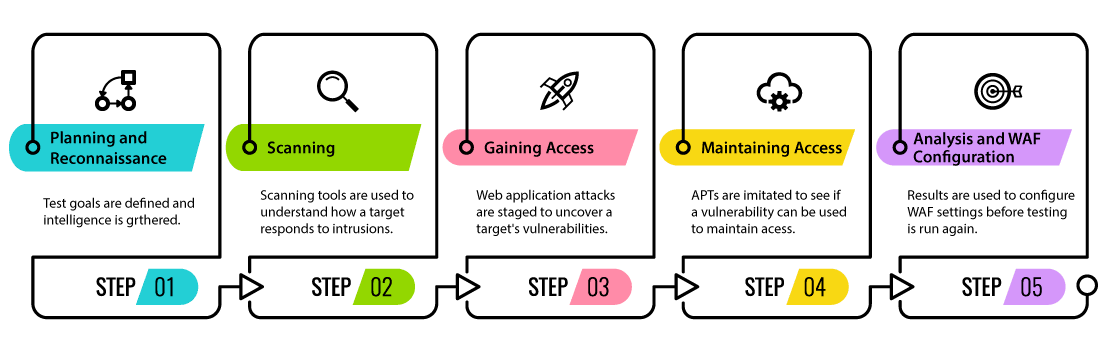 Planning and
Reconnaissance
Test goals are defined and
intelligence is grthered.
STEP 01
Scanning
Scanning tools are used to
understand how a target
responds to intrusions.
STEP 02
Gaining Access
Web application attacks
are staged to uncover a
target's vulnerabilities.
STEP 03
Maintaining Access
APTs are imitated to see if
a vulnerability can be used
to maintain acess.
STEP 04
Analysis and WAF
Configuration
Results are used to configure
WAF settings before testing
is run again.
STEP 05